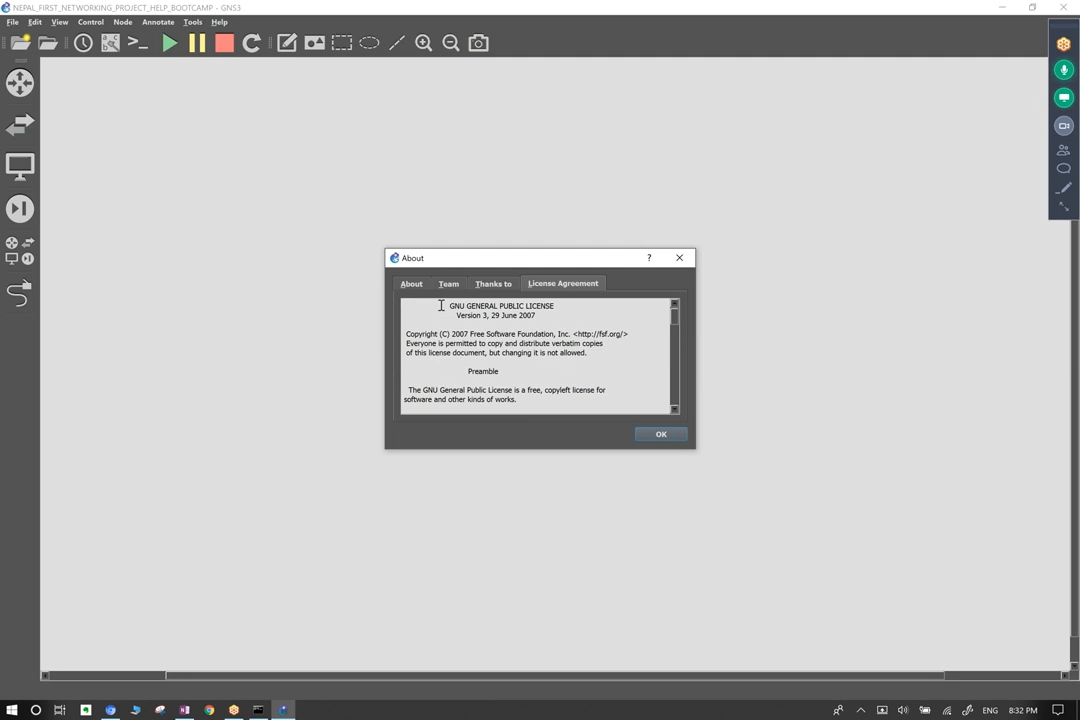 NEPAL_FIRST_NETWORKING_PROJECT_HELP_BOOTCAMP - GNS3
File Edit View Control Node Annotate Tools Help
About
?
About Team Thanks to License Agreement
GNU GENERAL PUBLIC LICENSE
Version 3, 29 June 2007
Copyright (C) 2007 Free Software Foundation, Inc. <http://fsf.org/>
Everyone is permitted to copy and distribute verbatim copies
of this license document, but changing it is not allowed.
Preamble
The GNU General Public License is a free, copyleft license for
software and other kinds of works.
OK
ENG 8:32 PM